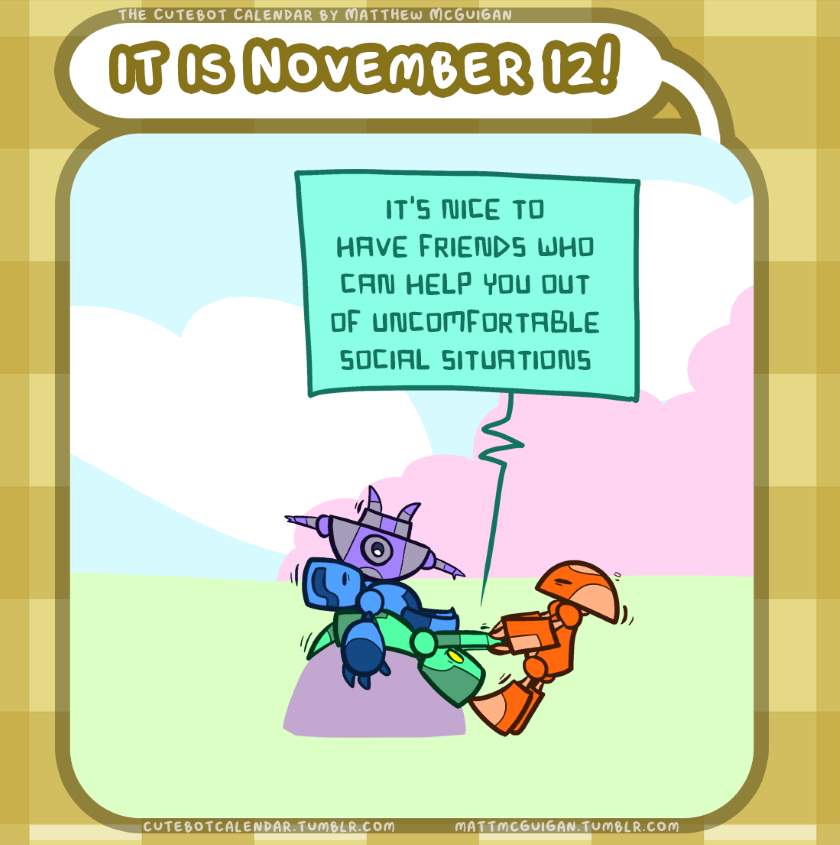 THE CUTEBOT CALENDAR BY MATTHEW MCGUIGAN
IT IS NOVEMBER 12!
IT'S NICE TO
HAVE FRIENDS WHO
CAN HELP YOU OUT
OF UNCOMFORTABLE
SOCIAL SITUATIONS
CUTEBOTCALENDAR.TUMBLR.COM
MATTMCGUIGAN.TUMBLR.COM